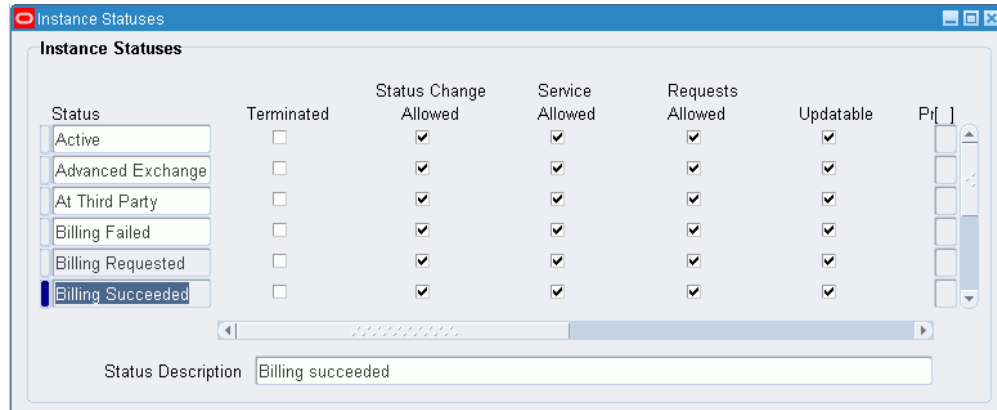 Instance Statuses
Instance Statuses
Status Change Service Requests
Status Terminated Allowed Allowed Allowed Updatable Pr[ ]
Active
Advanced Exchange
At Third Party
Billing Failed
Billing Requested
Billing Succeeded
Status Description Billing succeeded